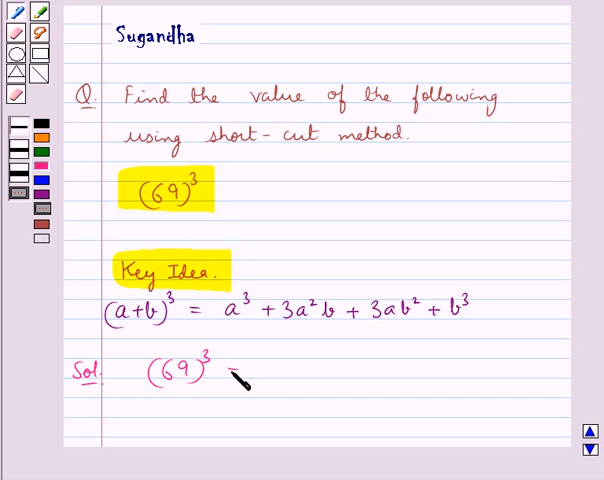 Sugandha
Q. Find the value of the following
using short-cut method.
(69)³
Key Idea.
(a+b)³ = a³ + 3a²b + 3ab² + b³
Sol. (69)³ =